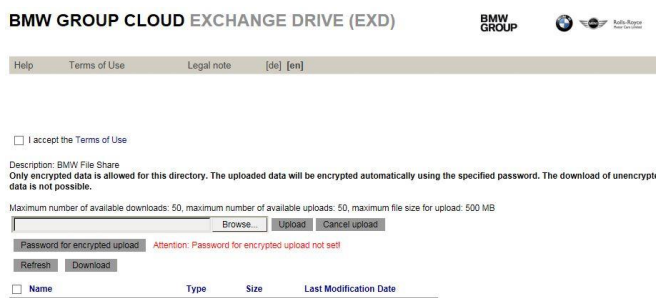 BMW GROUP CLOUD EXCHANGE DRIVE (EXD)
BMW
GROUP
Rolls-Royce
Help Terms of Use Legal note [de] [en]
I accept the Terms of Use
Description: BMW File Share
Only encrypted data is allowed for this directory. The uploaded data will be encrypted automatically using the specified password. The download of unencrypte
data is not possible.
Maximum number of available downloads: 50, maximum number of available uploads: 50, maximum file size for upload: 500 MB
Browse... Upload Cancel upload
Password for encrypted upload Attention: Password for encrypted upload not set!
Refresh Download
Name Type Size Last Modification Date